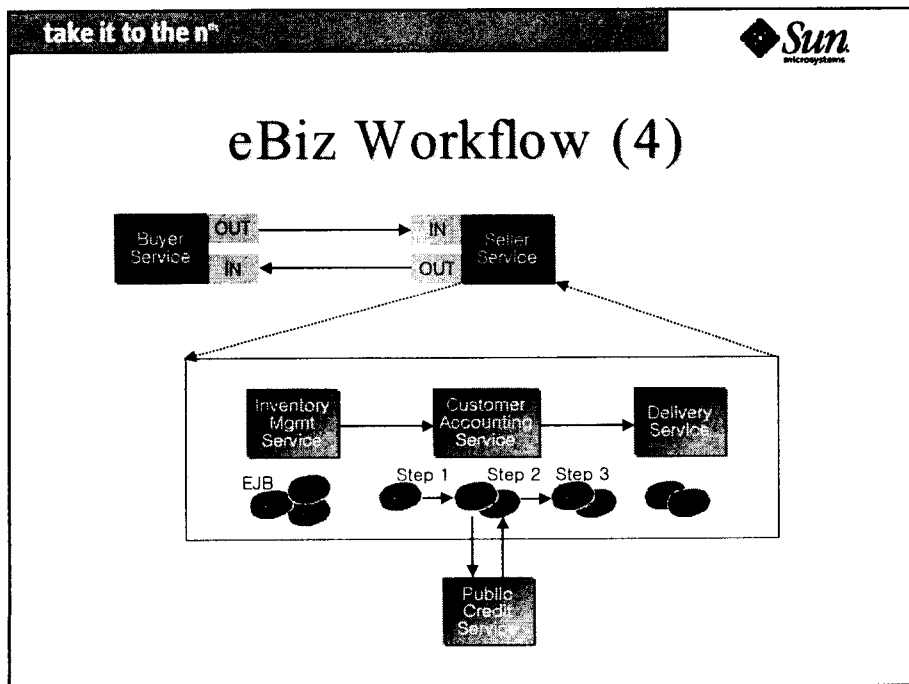 take it to the nth
Sun
microsystems
eBiz Workflow (4)
Buyer
Service
OUT
IN
IN
OUT
Seller
Service
Inventory
Mgmt
Service
Customer
Accounting
Service
Delivery
Service
EJB
Step 1
Step 2
Step 3
Public
Credit
Service